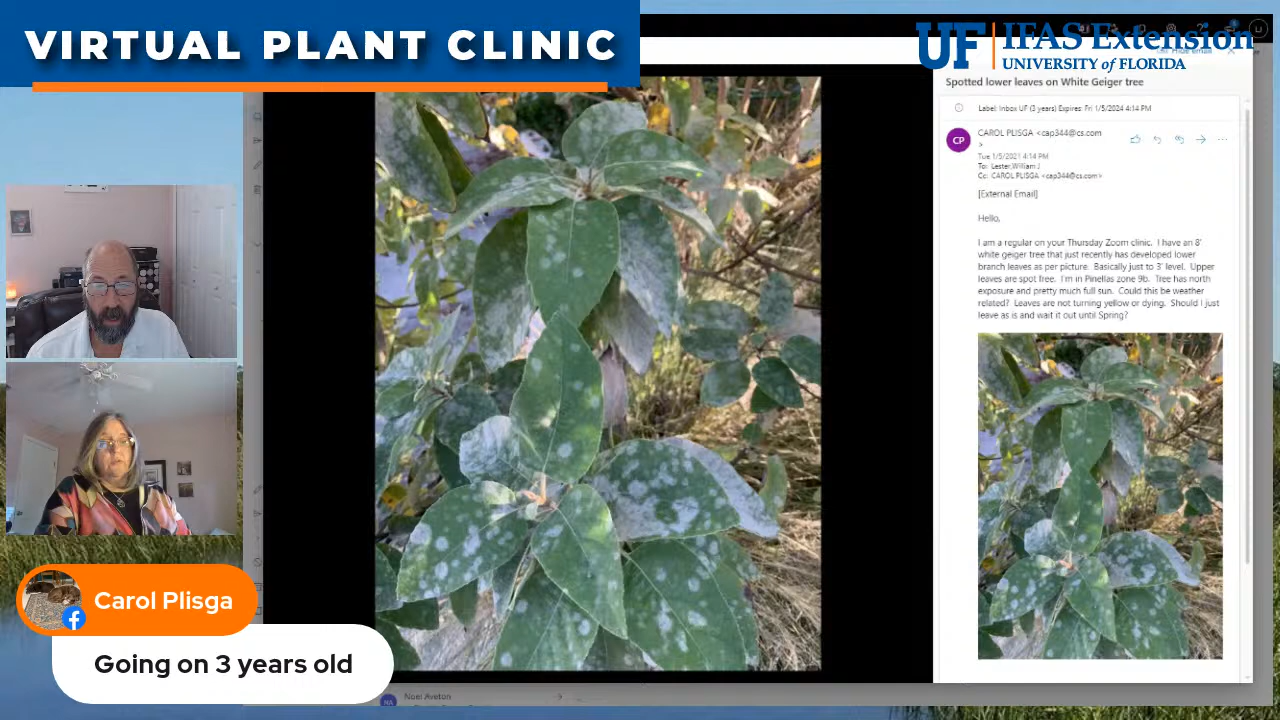 VIRTUAL PLANT CLINIC
UF IFAS Extension
UNIVERSITY of FLORIDA
Spotted lower leaves on White Geiger tree
Label: Inbox UF (3 years) Expires: Fri 1/5/2024 4:14 PM
CP
CAROL PLISGA <cap344@cs.com
>
Tue 1/5/2021 4:14 PM
To: Lester,William J
Cc: CAROL PLISGA <cap344@cs.com>
[External Email]
Hello,
I am a regular on your Thursday Zoom clinic. I have an 8'
white geiger tree that just recently has developed lower
branch leaves as per picture. Basically just to 3' level. Upper
leaves are spot free. I'm in Pinellas zone 9b. Tree has north
exposure and pretty much full sun. Could this be weather
related? Leaves are not turning yellow or dying. Should I just
leave as is and wait it out until Spring?
Carol Plisga
Going on 3 years old
NA
Noel Aveton